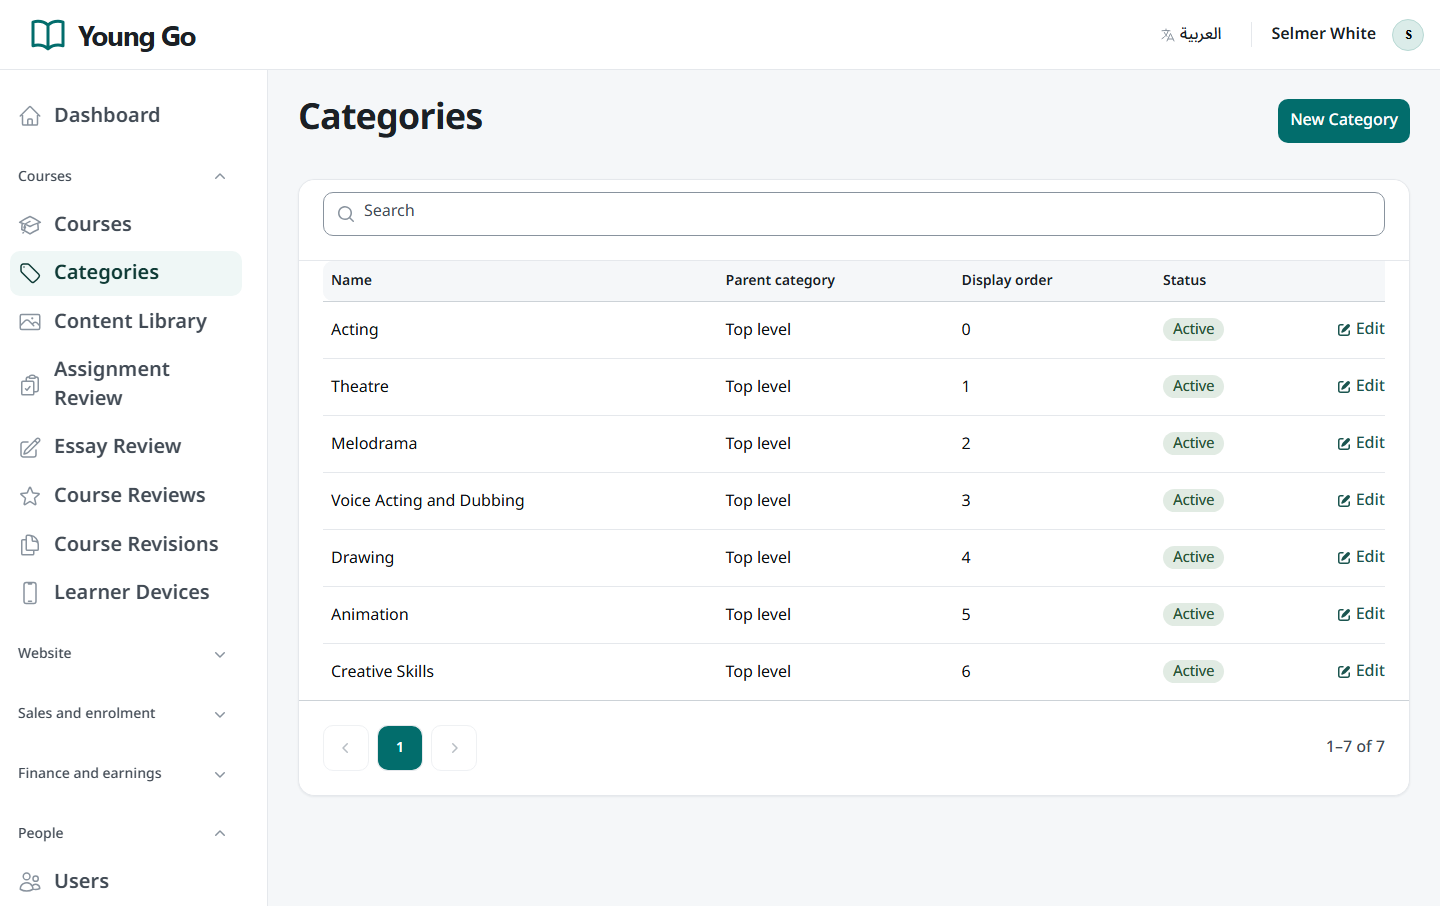 Young Go
العربية
Selmer White
S
Dashboard
Courses
Courses
Categories
Content Library
Assignment
Review
Essay Review
Course Reviews
Course Revisions
Learner Devices
Website
Sales and enrolment
Finance and earnings
People
Users
Categories
New Category
Search
Name Parent category Display order Status
Acting Top level 0 Active Edit
Theatre Top level 1 Active Edit
Melodrama Top level 2 Active Edit
Voice Acting and Dubbing Top level 3 Active Edit
Drawing Top level 4 Active Edit
Animation Top level 5 Active Edit
Creative Skills Top level 6 Active Edit
1
1–7 of 7